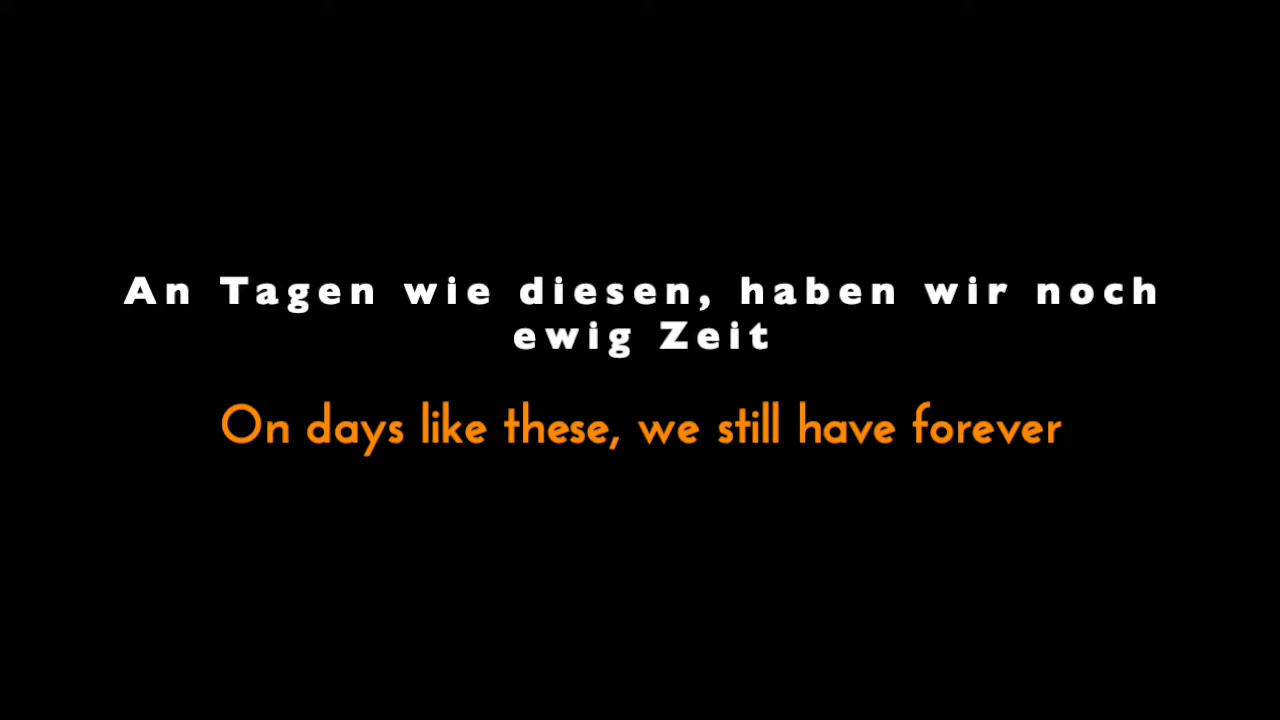 An Tagen wie diesen, haben wir noch
ewig Zeit
On days like these, we still have forever